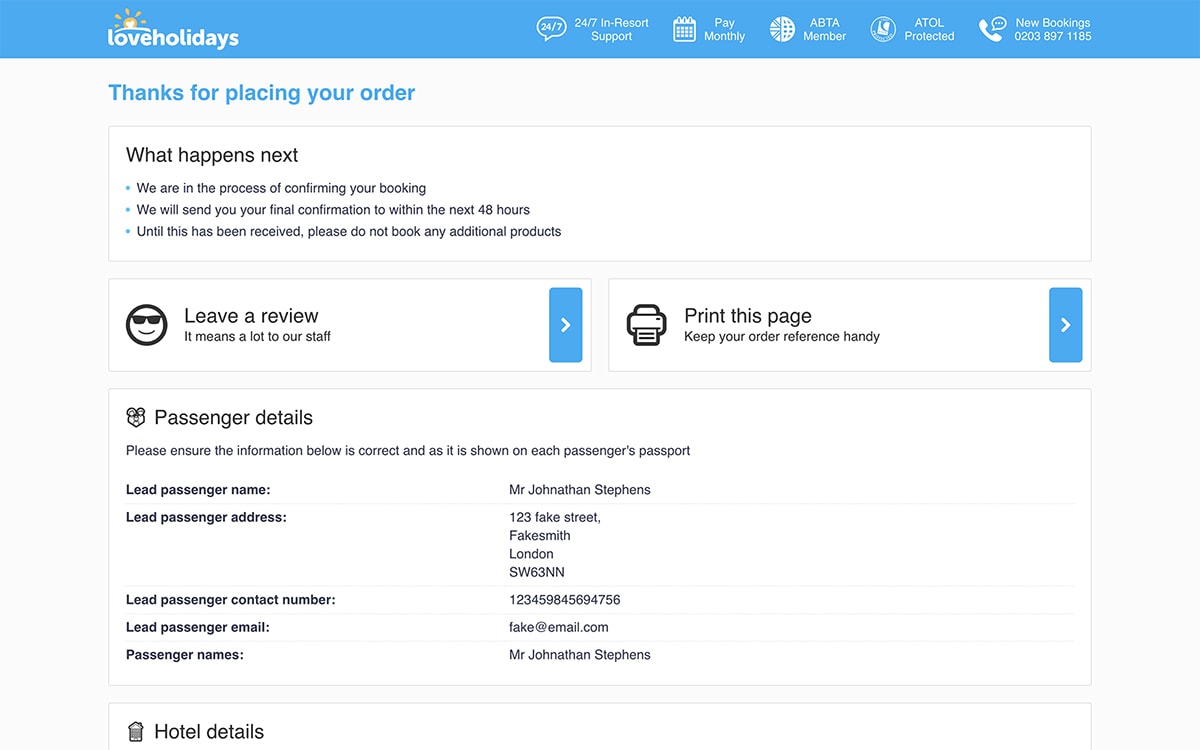 loveholidays
24/7
24/7 In-Resort
Support
Pay
Monthly
ABTA
Member
ATOL
Protected
New Bookings
0203 897 1185
Thanks for placing your order
What happens next
• We are in the process of confirming your booking
• We will send you your final confirmation to within the next 48 hours
• Until this has been received, please do not book any additional products
Leave a review
It means a lot to our staff
Print this page
Keep your order reference handy
Passenger details
Please ensure the information below is correct and as it is shown on each passenger's passport
Lead passenger name: Mr Johnathan Stephens
Lead passenger address: 123 fake street,
Fakesmith
London
SW63NN
Lead passenger contact number: 123459845694756
Lead passenger email: fake@email.com
Passenger names: Mr Johnathan Stephens
Hotel details